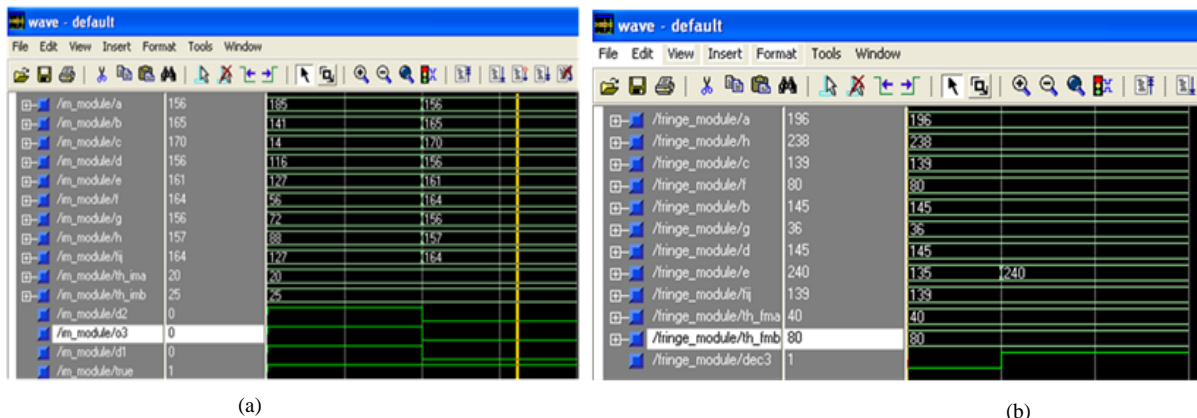 wave - default
File Edit View Insert Format Tools Window
/im_module/a 156 185 156
/im_module/b 165 141 165
/im_module/c 170 14 170
/im_module/d 156 116 156
/im_module/e 161 127 161
/im_module/f 164 56 164
/im_module/g 156 72 156
/im_module/h 157 88 157
/im_module/fij 164 127 164
/im_module/th_ima 20 20
/im_module/th_imb 25 25
/im_module/d2 0
/im_module/o3 0
/im_module/d1 0
/im_module/true 1
(a)
wave - default
File Edit View Insert Format Tools Window
/fringe_module/a 196 196
/fringe_module/h 238 238
/fringe_module/c 139 139
/fringe_module/f 80 80
/fringe_module/b 145 145
/fringe_module/g 36 36
/fringe_module/d 145 145
/fringe_module/e 240 135 240
/fringe_module/fij 139 139
/fringe_module/th_fma 40 40
/fringe_module/th_fmb 80 80
/fringe_module/dec3 1
(b)